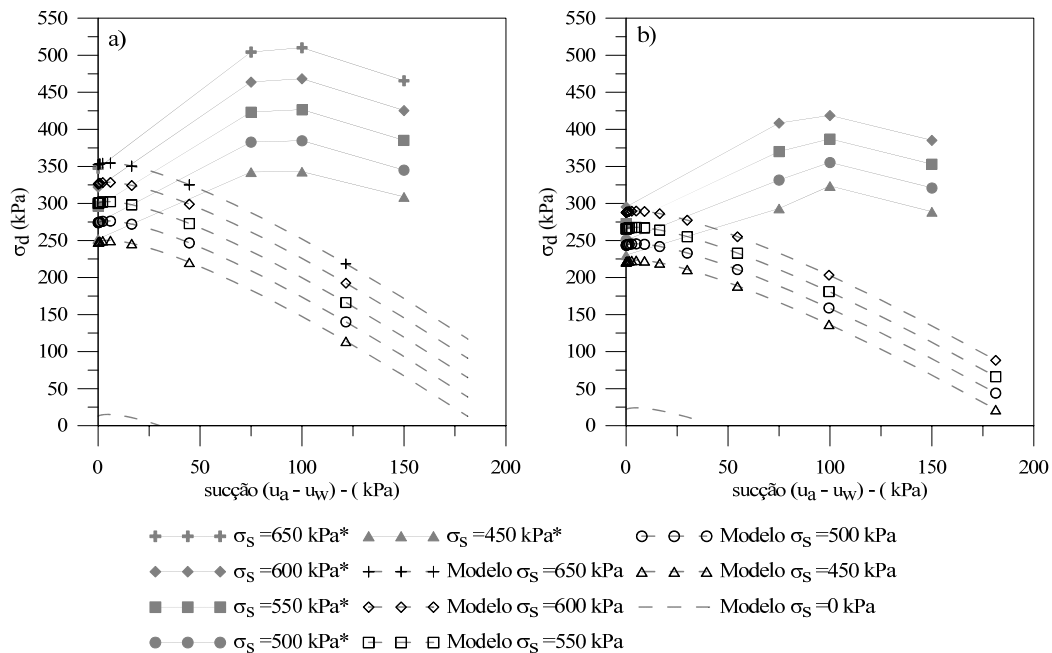 a)
550
500
450
400
350
300
250
200
150
100
50
0
σd (kPa)
0 50 100 150 200
sucção (ua - uw) - ( kPa)
b)
550
500
450
400
350
300
250
200
150
100
50
0
σd (kPa)
0 50 100 150 200
sucção (ua - uw) - ( kPa)
σs =650 kPa*
σs =600 kPa*
σs =550 kPa*
σs =500 kPa*
σs =450 kPa*
Modelo σs =650 kPa
Modelo σs =600 kPa
Modelo σs =550 kPa
Modelo σs =500 kPa
Modelo σs =450 kPa
Modelo σs =0 kPa